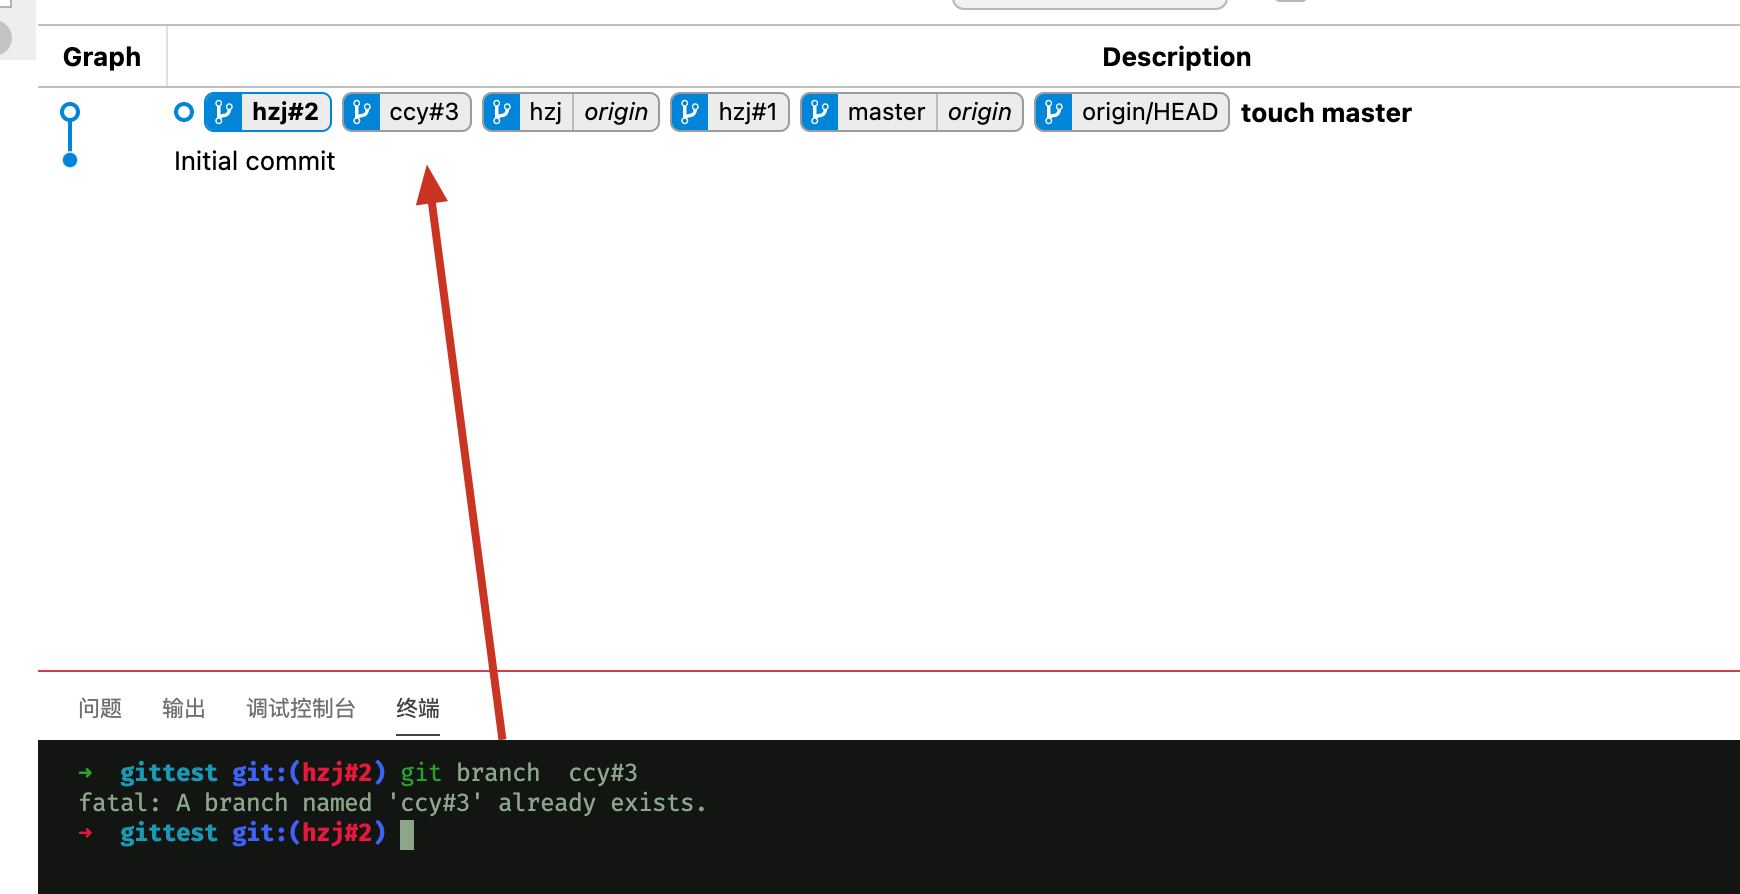 Graph Description
hzj#2 ccy#3 hzj origin hzj#1 master origin origin/HEAD touch master
Initial commit
问题 输出 调试控制台 终端
➜ gittest git:(hzj#2) git branch  ccy#3
fatal: A branch named 'ccy#3' already exists.
➜ gittest git:(hzj#2)